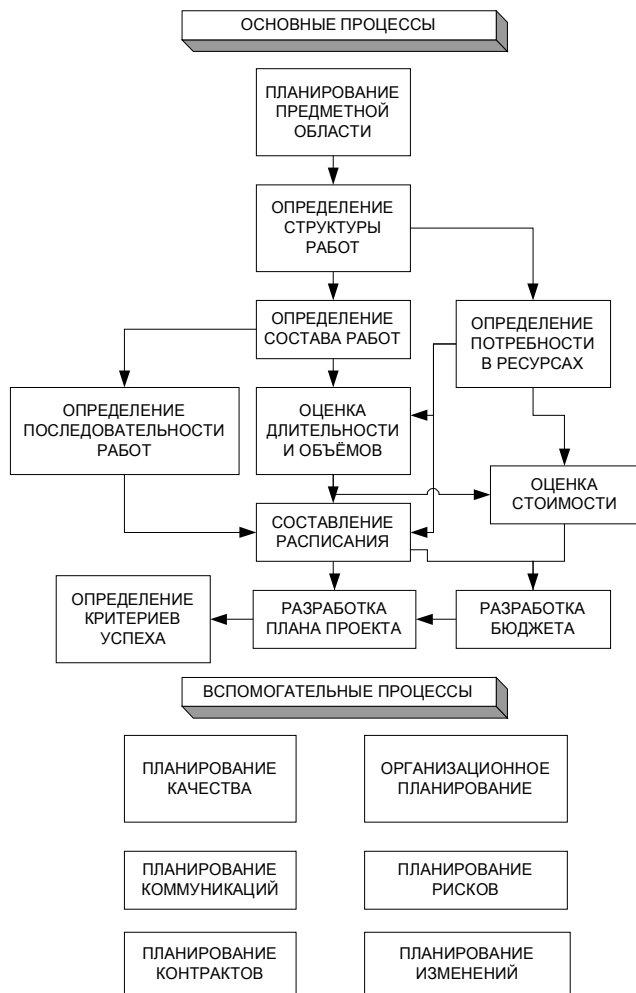 ОСНОВНЫЕ ПРОЦЕССЫ
ПЛАНИРОВАНИЕ
ПРЕДМЕТНОЙ
ОБЛАСТИ
ОПРЕДЕЛЕНИЕ
СТРУКТУРЫ
РАБОТ
ОПРЕДЕЛЕНИЕ
СОСТАВА РАБОТ
ОПРЕДЕЛЕНИЕ
ПОТРЕБНОСТИ
В РЕСУРСАХ
ОПРЕДЕЛЕНИЕ
ПОСЛЕДОВАТЕЛЬНОСТИ
РАБОТ
ОЦЕНКА
ДЛИТЕЛЬНОСТИ
И ОБЪЁМОВ
ОЦЕНКА
СТОИМОСТИ
СОСТАВЛЕНИЕ
РАСПИСАНИЯ
ОПРЕДЕЛЕНИЕ
КРИТЕРИЕВ
УСПЕХА
РАЗРАБОТКА
ПЛАНА ПРОЕКТА
РАЗРАБОТКА
БЮДЖЕТА
ВСПОМОГАТЕЛЬНЫЕ ПРОЦЕССЫ
ПЛАНИРОВАНИЕ
КАЧЕСТВА
ОРГАНИЗАЦИОННОЕ
ПЛАНИРОВАНИЕ
ПЛАНИРОВАНИЕ
КОММУНИКАЦИЙ
ПЛАНИРОВАНИЕ
РИСКОВ
ПЛАНИРОВАНИЕ
КОНТРАКТОВ
ПЛАНИРОВАНИЕ
ИЗМЕНЕНИЙ